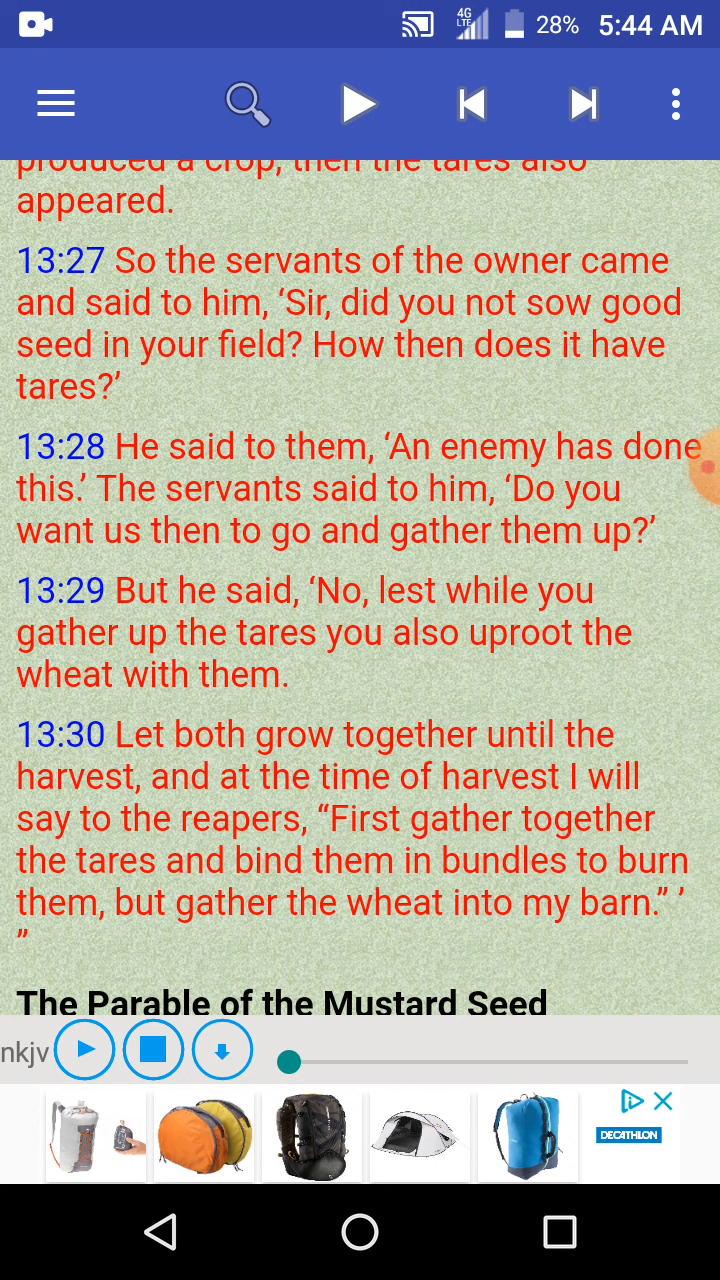 4G
LTE
28%
5:44 AM
produced a crop, then the tares also
appeared.
13:27 So the servants of the owner came
and said to him, ‘Sir, did you not sow good
seed in your field? How then does it have
tares?’
13:28 He said to them, ‘An enemy has done
this.’ The servants said to him, ‘Do you
want us then to go and gather them up?’
13:29 But he said, ‘No, lest while you
gather up the tares you also uproot the
wheat with them.
13:30 Let both grow together until the
harvest, and at the time of harvest I will
say to the reapers, “First gather together
the tares and bind them in bundles to burn
them, but gather the wheat into my barn.” ’
”
The Parable of the Mustard Seed
nkjv
DECATHLON